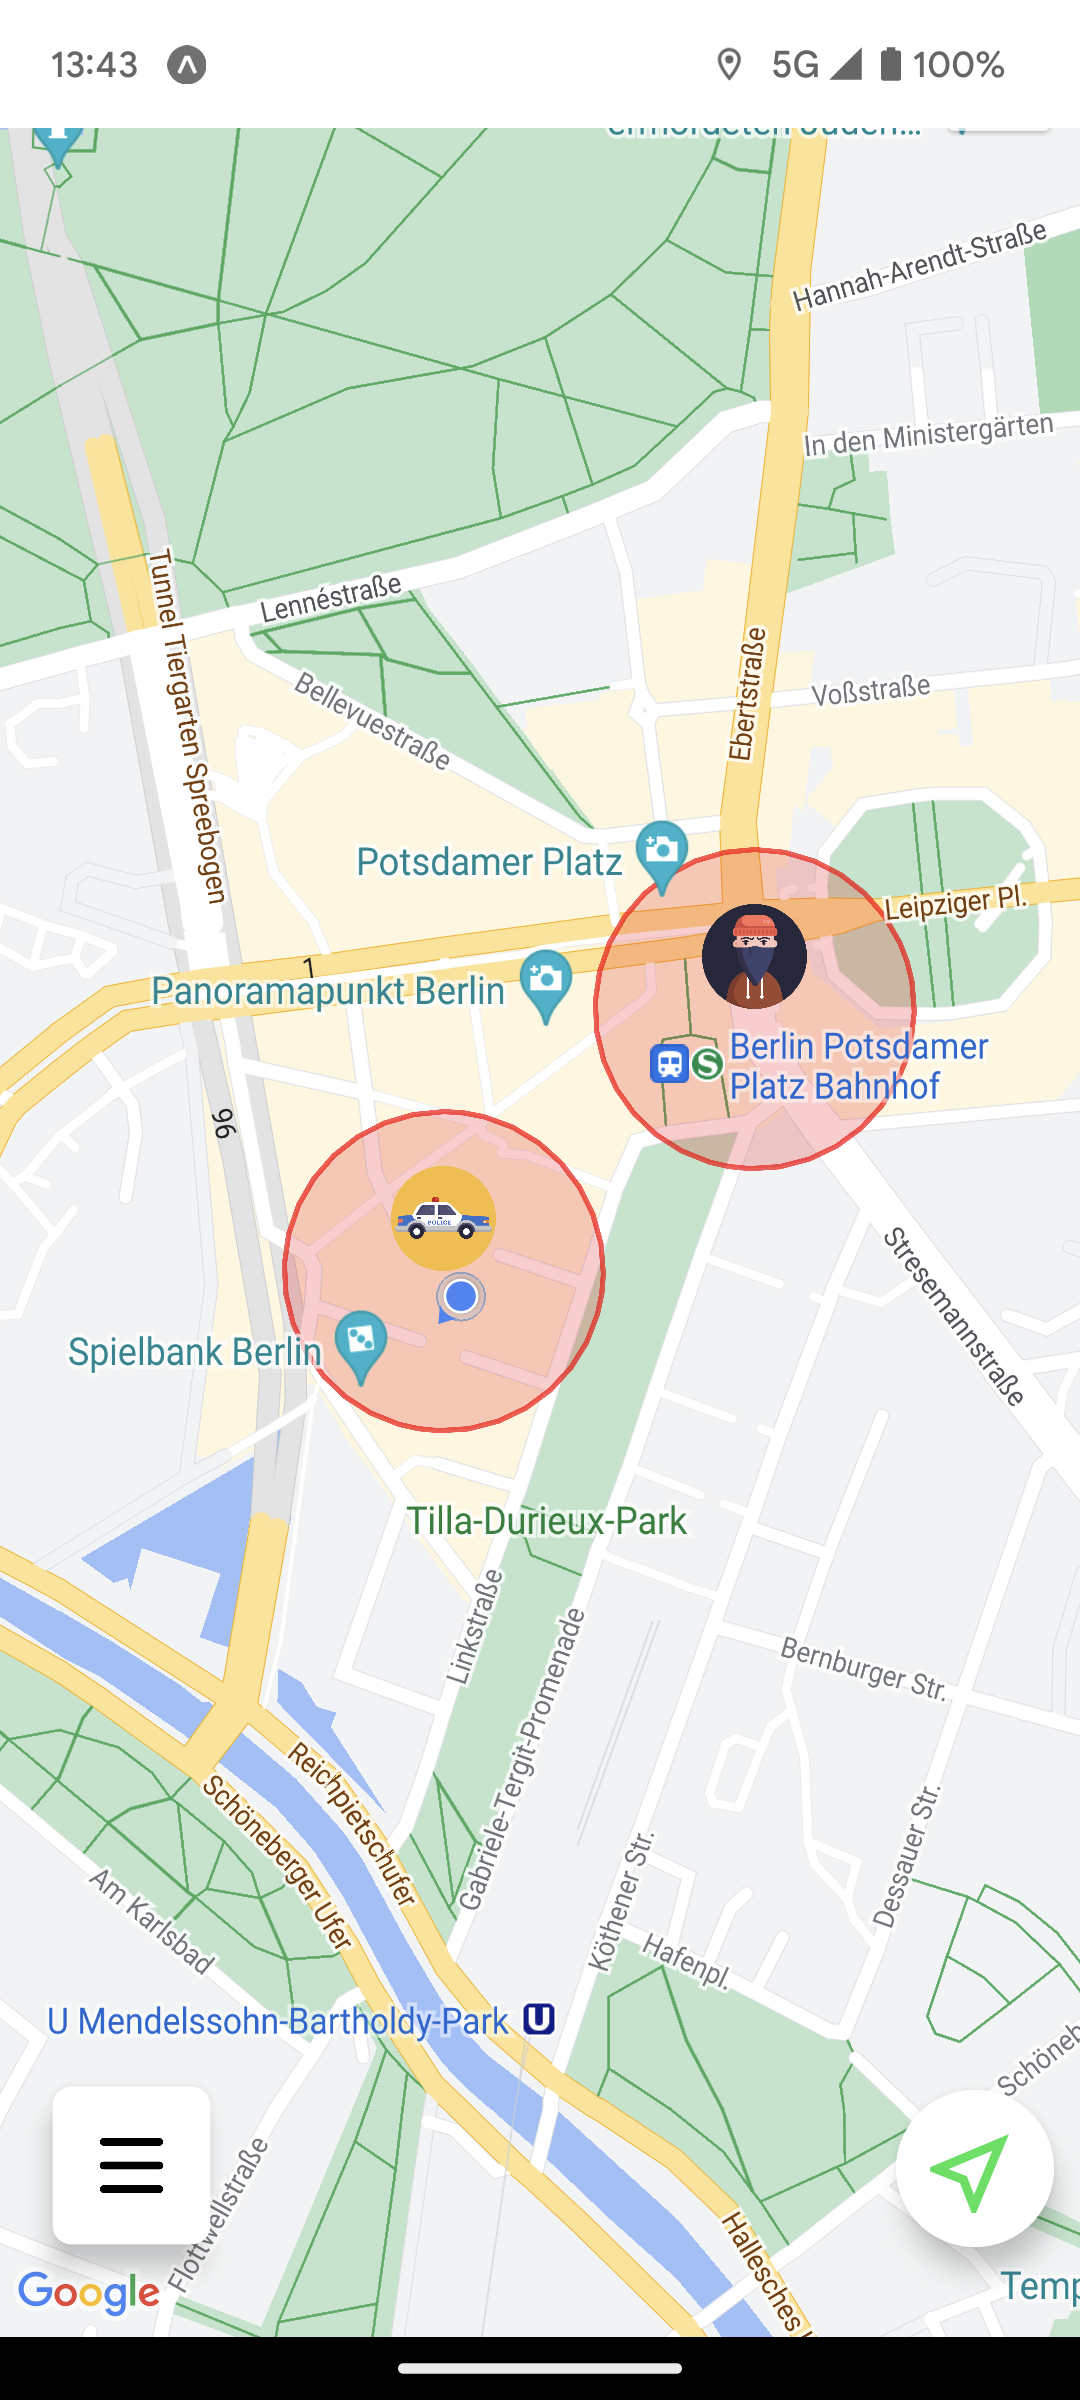 13:43
5G
100%
ermordeten Juden...
Hannah-Arendt-Straße
In den Ministergärten
Tunnel Tiergarten Spreebogen
Lennéstraße
Bellevuestraße
Ebertstraße
Voßstraße
Potsdamer Platz
Leipziger Pl.
1
Panoramapunkt Berlin
S
Berlin Potsdamer
Platz Bahnhof
96
POLICE
Stresemannstraße
Spielbank Berlin
Tilla-Durieux-Park
Linkstraße
Gabriele-Tergit-Promenade
Bernburger Str.
Reichpietschufer
Schöneberger Ufer
Köthener Str.
Dessauer Str.
Am Karlsbad
Hafenpl.
U Mendelssohn-Bartholdy-Park
U
Schöneb
Flottwellstraße
Hallesches
Google
Temp